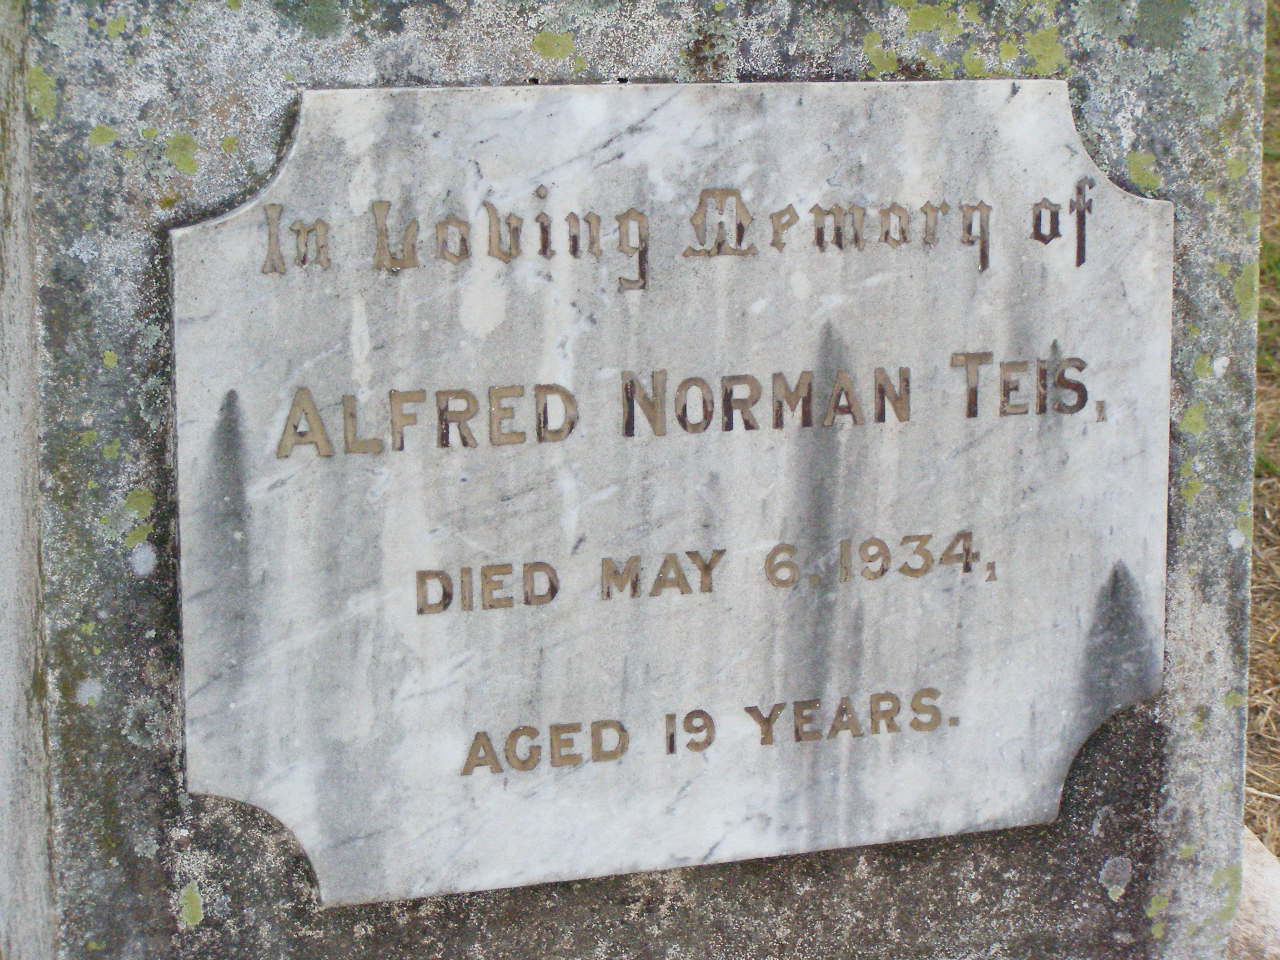 In Loving Memory of
ALFRED NORMAN TEIS,
DIED MAY 6, 1934,
AGED 19 YEARS.